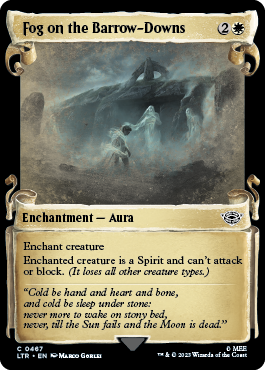 Fog on the Barrow-Downs 2
Enchantment — Aura
Enchant creature
Enchanted creature is a Spirit and can't attack
or block. (It loses all other creature types.)
"Cold be hand and heart and bone,
and cold be sleep under stone:
never more to wake on stony bed,
never, till the Sun fails and the Moon is dead."
C 0467
LTR • EN Marco Gorlei
™ & © 2023 Wizards of the Coast